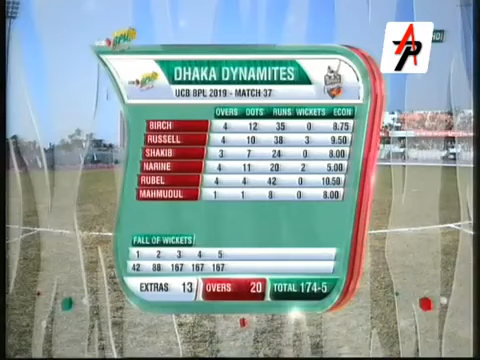 AP
DHAKA DYNAMITES
UCB BPL 2019 - MATCH 37
OVERS DOTS RUNS WICKETS ECON
BIRCH 4 12 35 0 8.75
RUSSELL 4 10 38 3 9.50
SHAKIB 3 7 24 0 8.00
NARINE 4 11 20 2 5.00
RUBEL 4 4 42 0 10.50
MAHMUDUL 1 1 8 0 8.00
FALL OF WICKETS
1 2 3 4 5
42 88 167 167 167
EXTRAS 13 OVERS 20 TOTAL 174-5